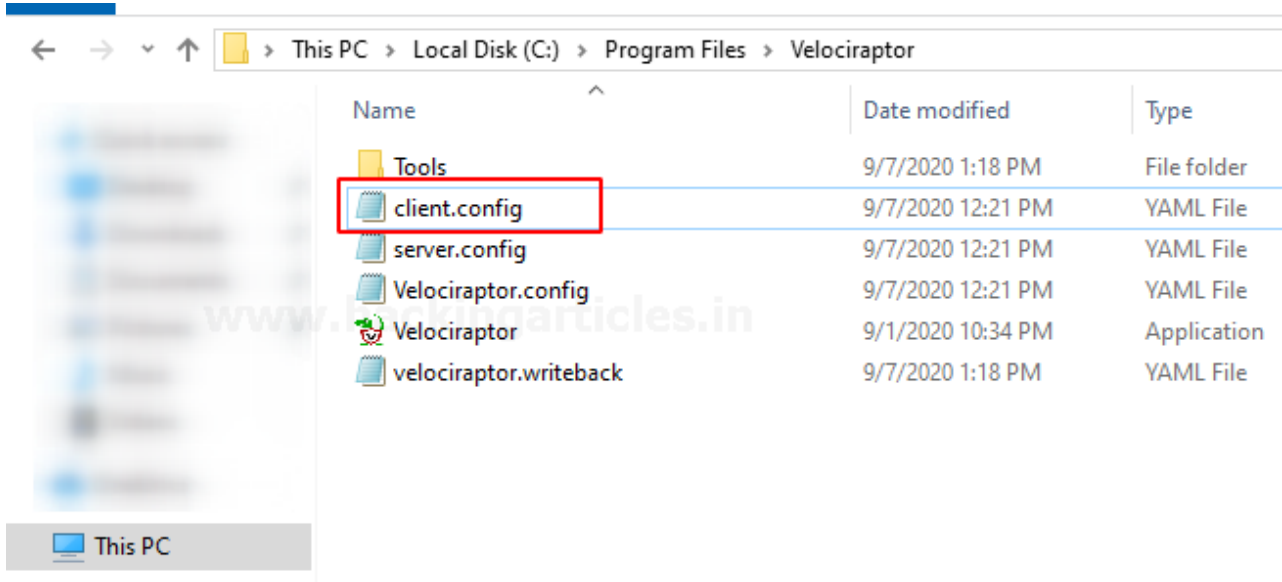 This PC > Local Disk (C:) > Program Files > Velociraptor
Name Date modified Type
Tools 9/7/2020 1:18 PM File folder
client.config 9/7/2020 12:21 PM YAML File
server.config 9/7/2020 12:21 PM YAML File
Velociraptor.config 9/7/2020 12:21 PM YAML File
www.hackingarticles.in
Velociraptor 9/1/2020 10:34 PM Application
velociraptor.writeback 9/7/2020 1:18 PM YAML File
This PC